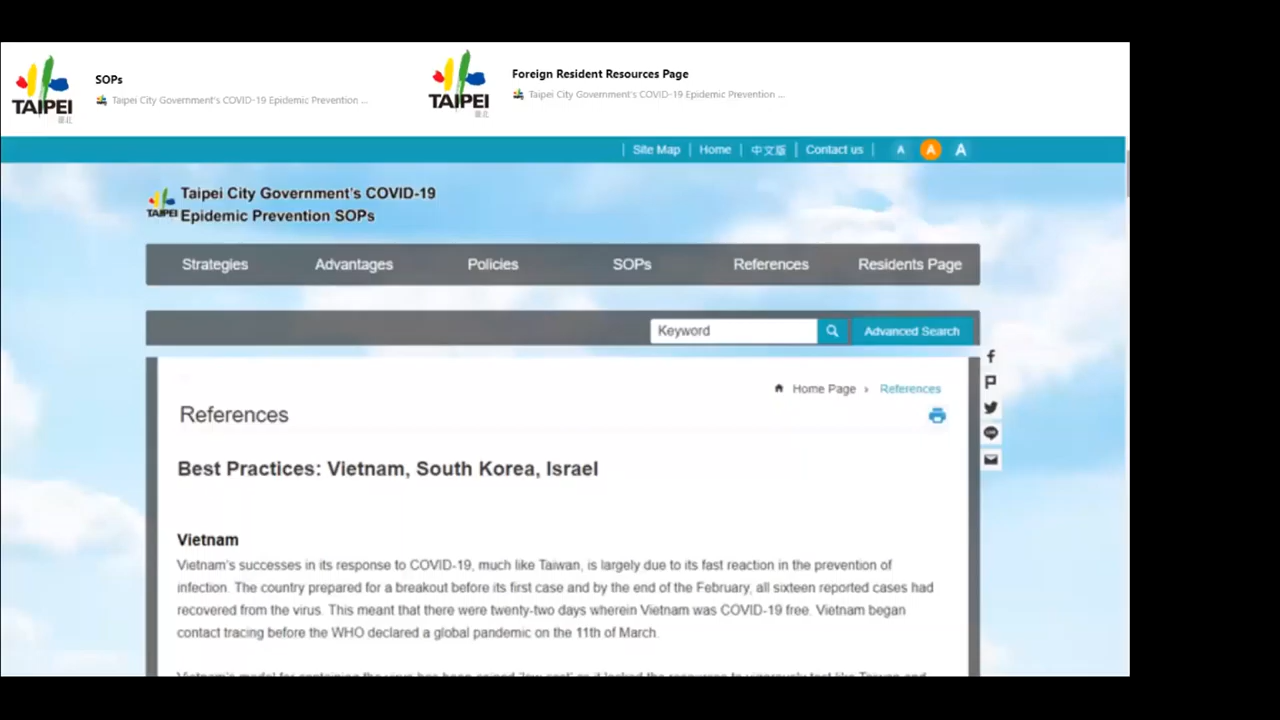 SOPs
Taipei City Government's COVID-19 Epidemic Prevention ...
TAIPEI
臺北
Foreign Resident Resources Page
Taipei City Government's COVID-19 Epidemic Prevention ...
TAIPEI
臺北
Site Map | Home | 中文版 | Contact us | A A A
Taipei City Government's COVID-19
TAIPEI Epidemic Prevention SOPs
Strategies Advantages Policies SOPs References Residents Page
Keyword Advanced Search
Home Page › References
References
Best Practices: Vietnam, South Korea, Israel
Vietnam
Vietnam's successes in its response to COVID-19, much like Taiwan, is largely due to its fast reaction in the prevention of
infection. The country prepared for a breakout before its first case and by the end of the February, all sixteen reported cases had
recovered from the virus. This meant that there were twenty-two days wherein Vietnam was COVID-19 free. Vietnam began
contact tracing before the WHO declared a global pandemic on the 11th of March.